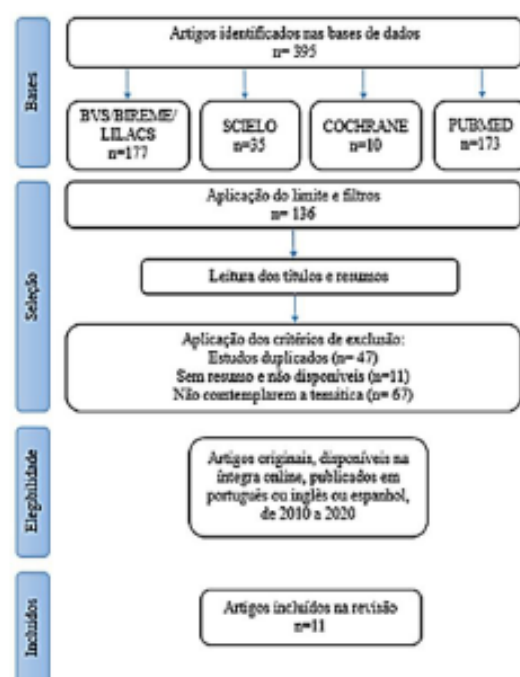 Bases
Artigos identificados nas bases de dados
n= 395
BVS/BIREME/
LILACS
n=177
SCIELO
n=35
COCHRANE
n=10
PUBMED
n=173
Seleção
Aplicação do limite e filtros
n= 136
Leitura dos títulos e resumos
Aplicação dos critérios de exclusão:
Estudos duplicados (n= 47)
Sem resumo e não disponíveis (n=11)
Não contemplarem a temática (n= 67)
Elegibilidade
Artigos originais, disponíveis na
íntegra online, publicados em
português ou inglês ou espanhol,
de 2010 a 2020
Incluídos
Artigos incluídos na revisão
n=11